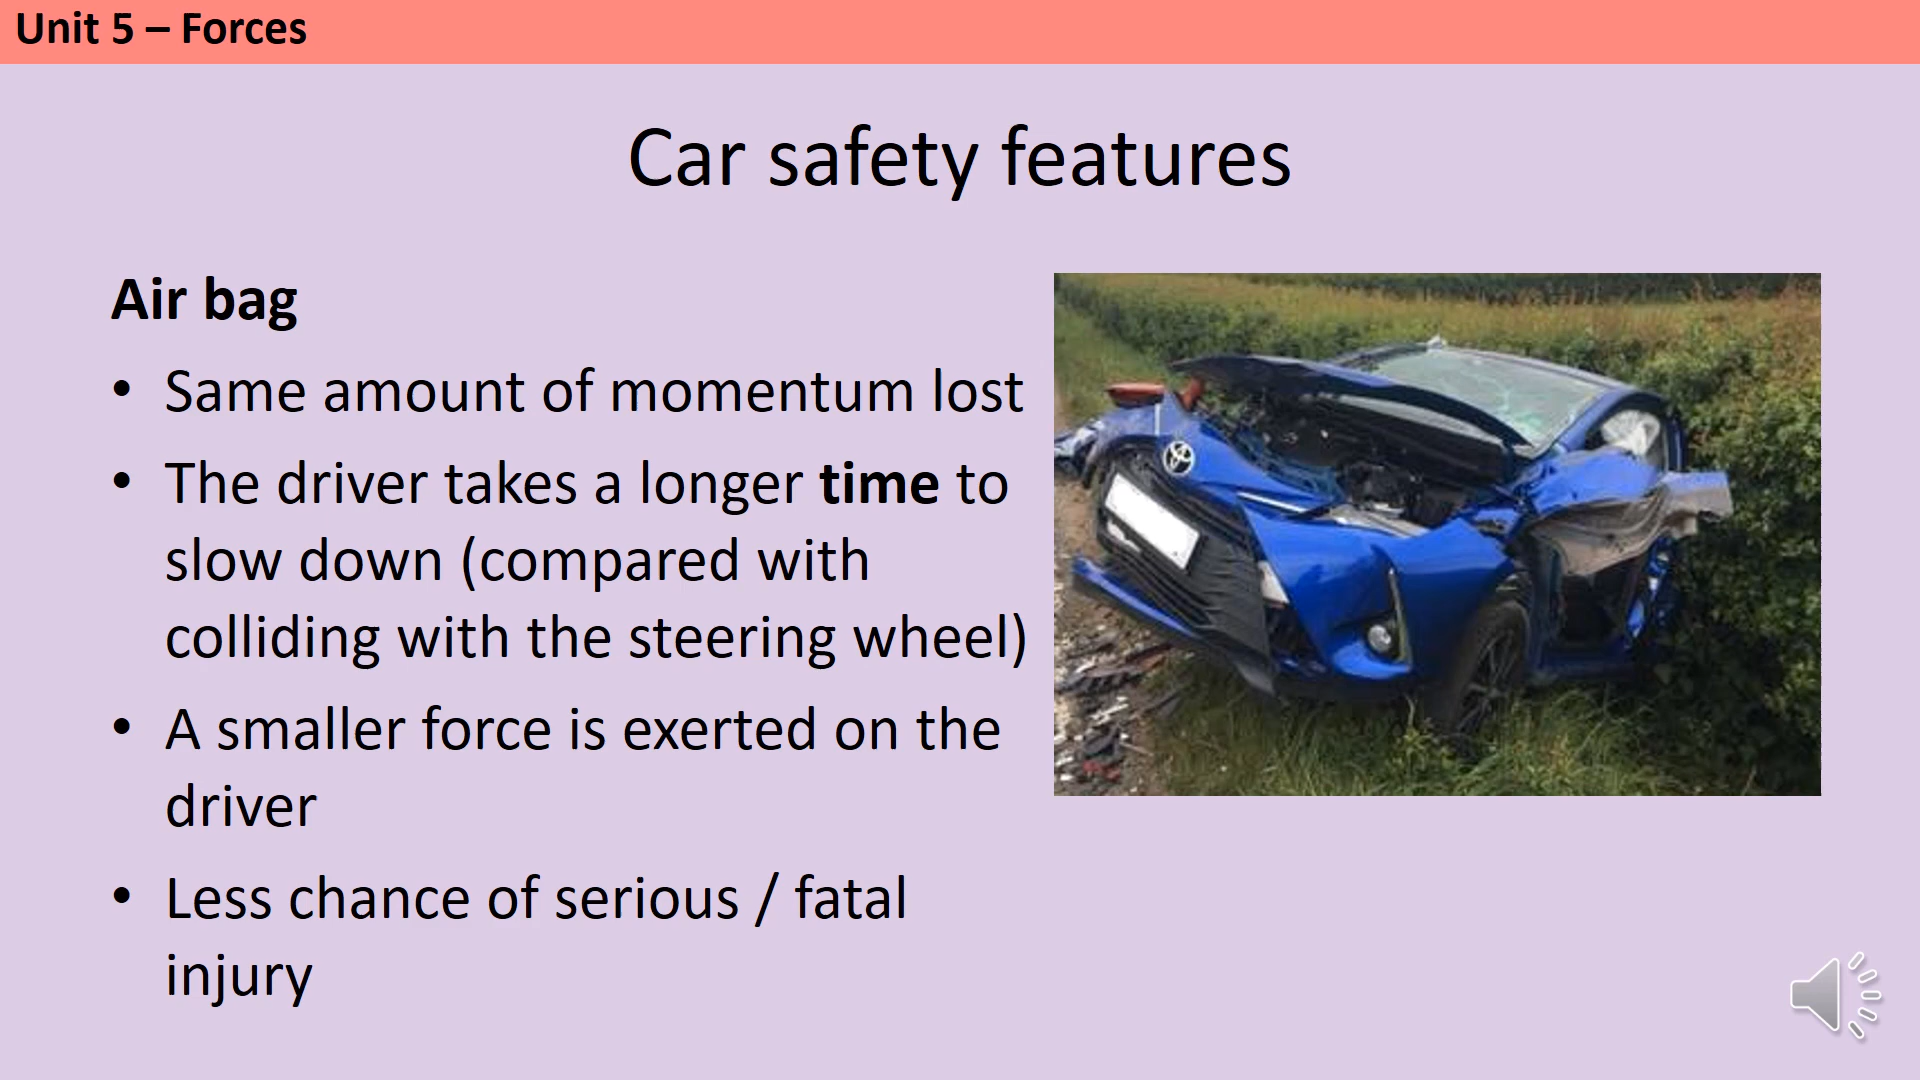 Unit 5 – Forces
Car safety features
Air bag
• Same amount of momentum lost
• The driver takes a longer time to
slow down (compared with
colliding with the steering wheel)
• A smaller force is exerted on the
driver
• Less chance of serious / fatal
injury